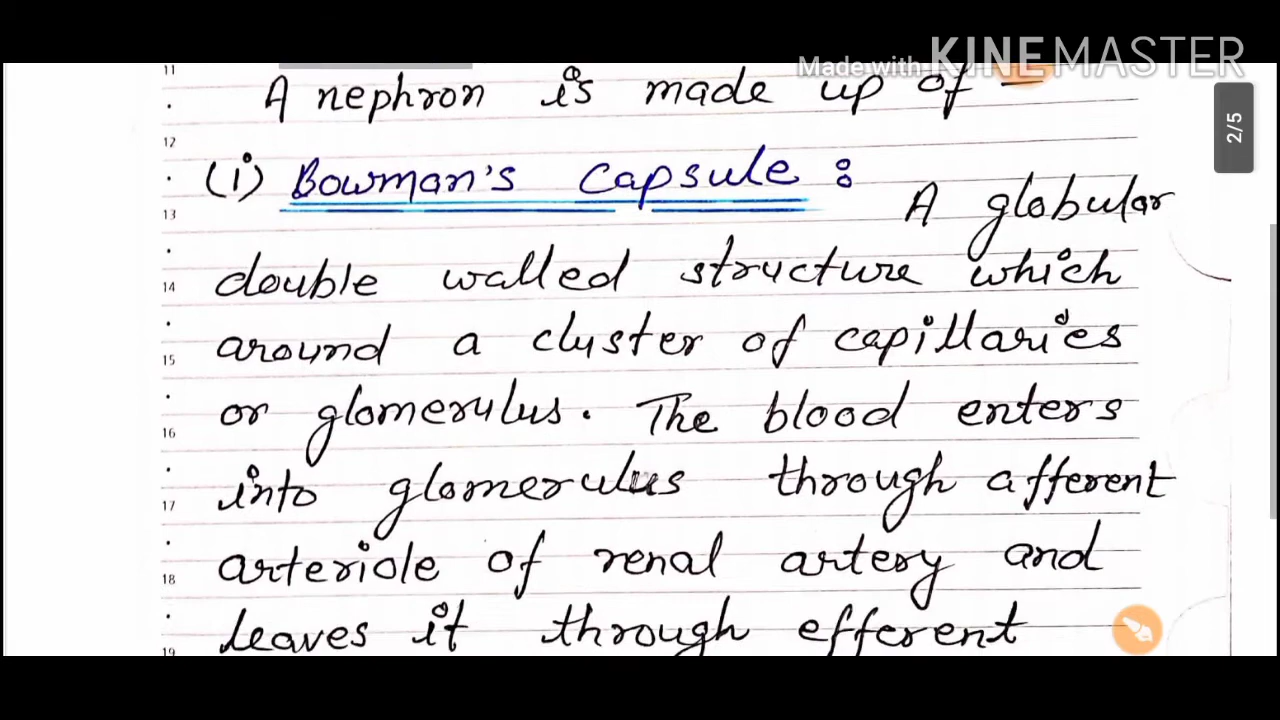 Made with KINEMASTER
2/5
11
A nephron is made up of
12
(i) Bowman's Capsule :
13
A globular
14
double walled structure which
15
around a cluster of capillaries
16
or glomerulus. The blood enters
17
into glomerulus through afferent
18
arteriole of renal artery and
19
leaves it through efferent